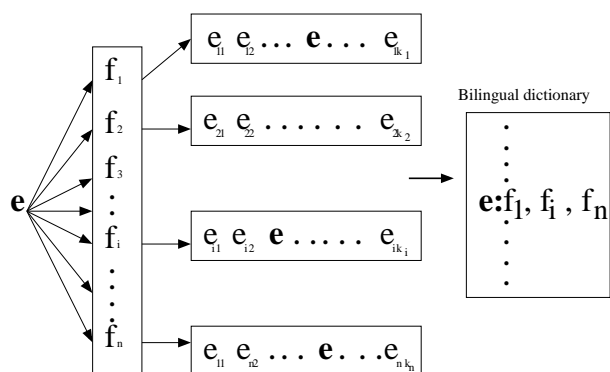 e
f1
f2
f3
.
.
fi
.
.
.
.
fn
e11 e12 ... e... e1k1
e21 e22 ...... e2k2
ei1 ei2 e..... eiki
e11 en2 ... e...enkn
Bilingual dictionary
.
.
.
.
e:f1, fi , fn
.
.
.
.